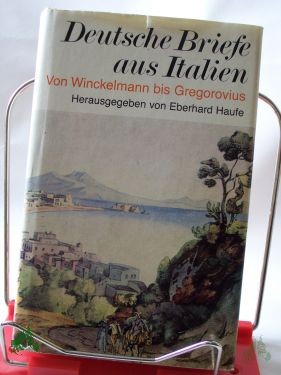 Deutsche Briefe
aus Italien
Von Winckelmann bis Gregorovius
Herausgegeben von Eberhard Haufe